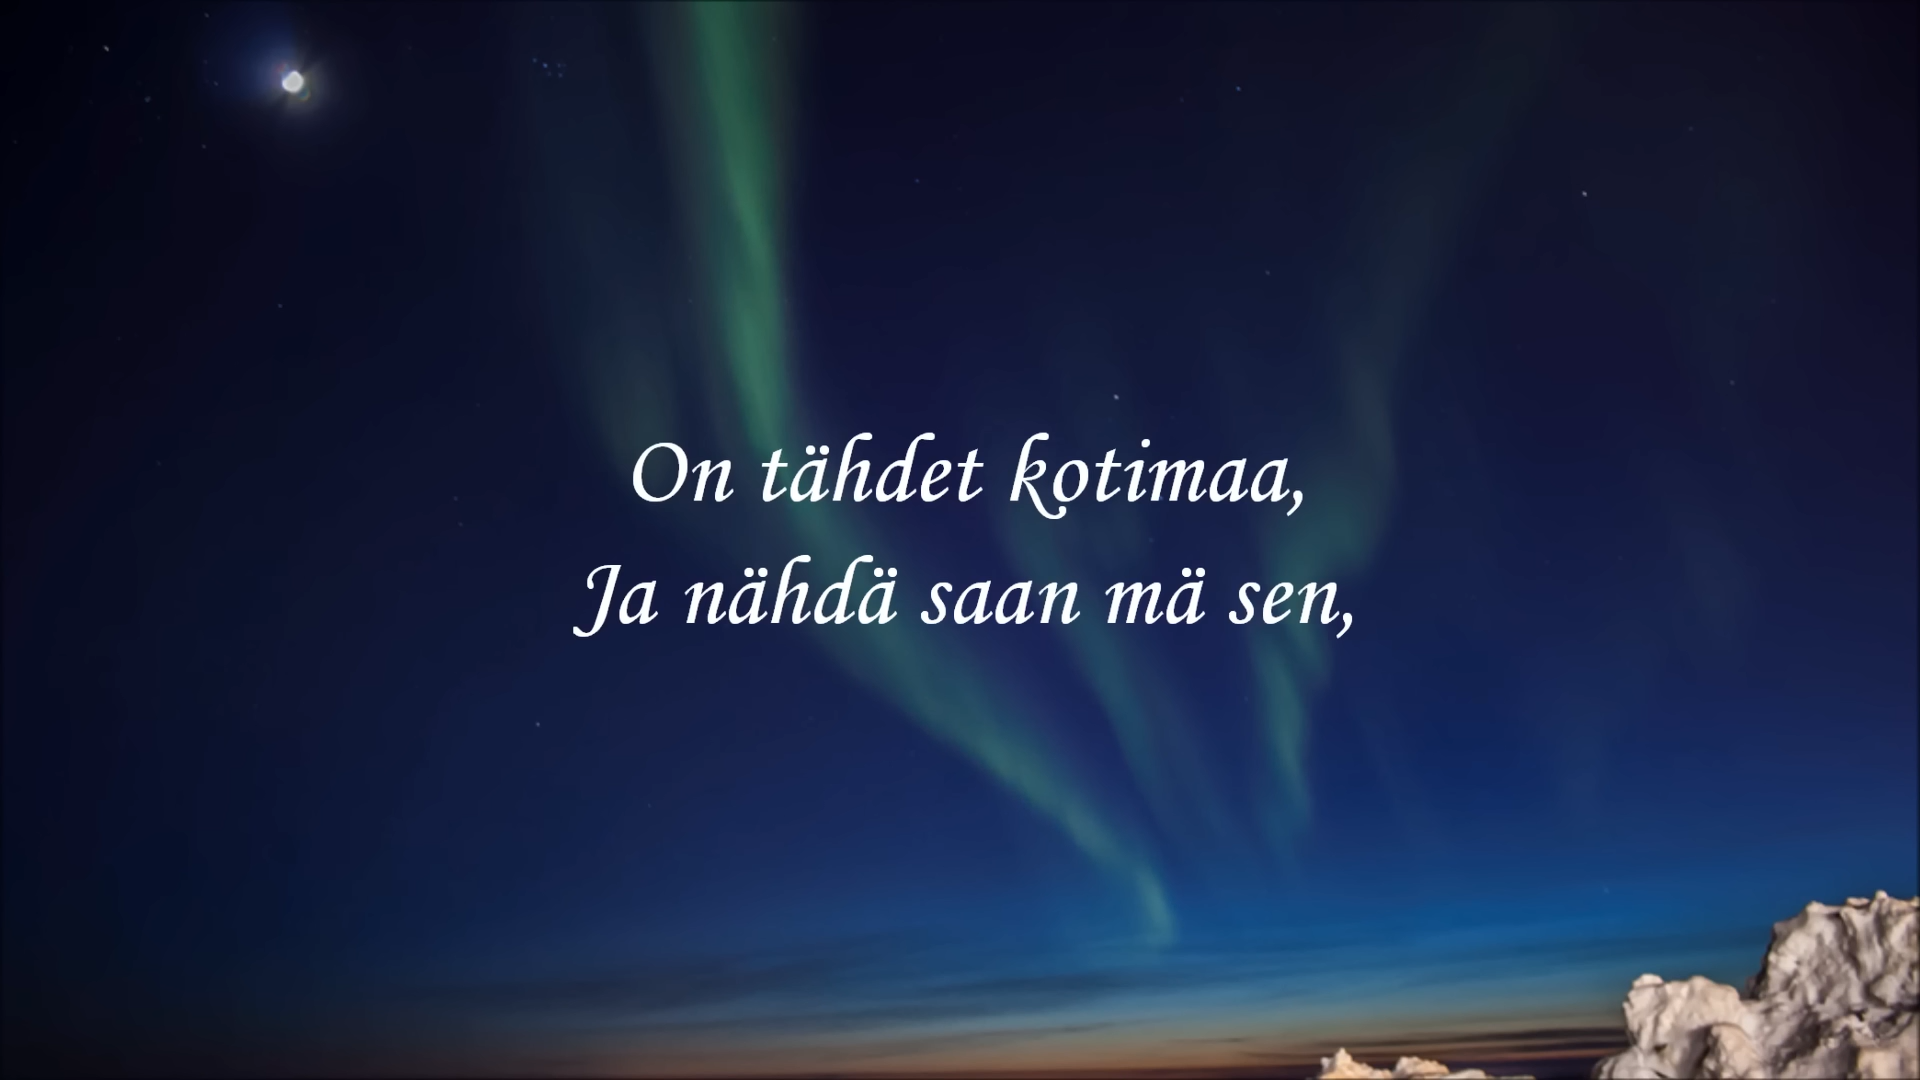 On tähdet kotimaa,
Ja nähdä saan mä sen,